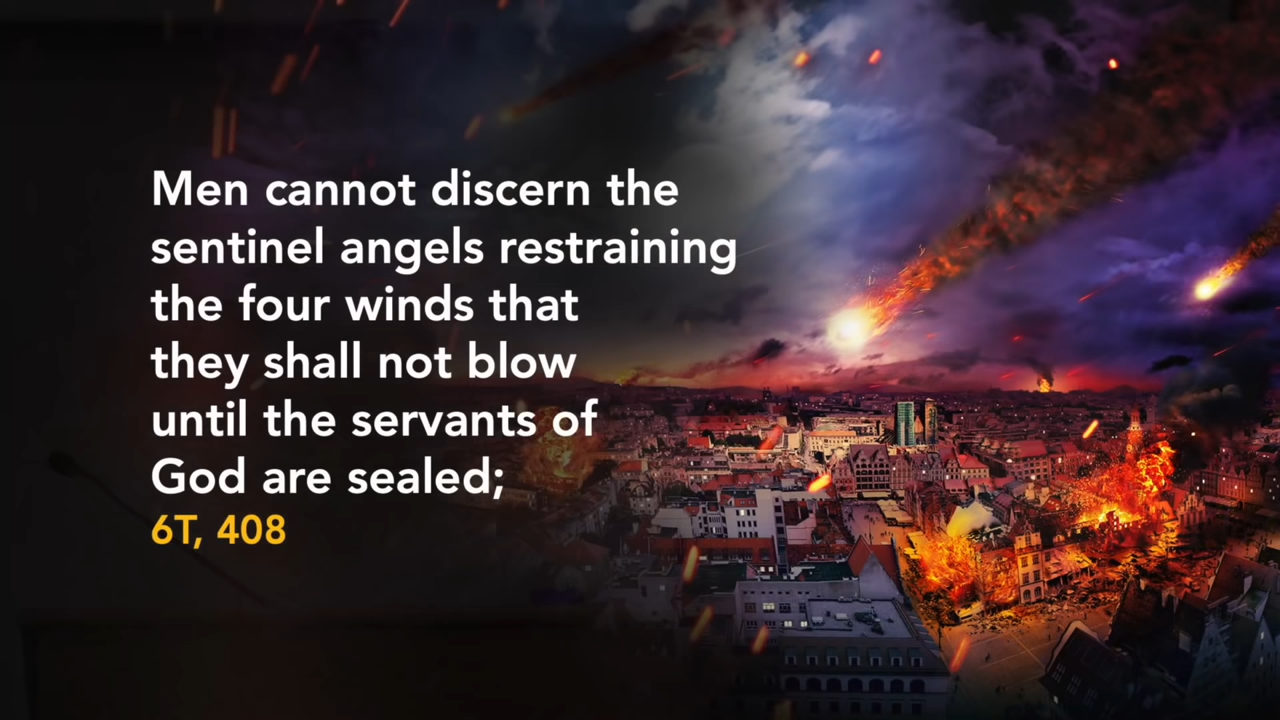 Men cannot discern the
sentinel angels restraining
the four winds that
they shall not blow
until the servants of
God are sealed;
6T, 408